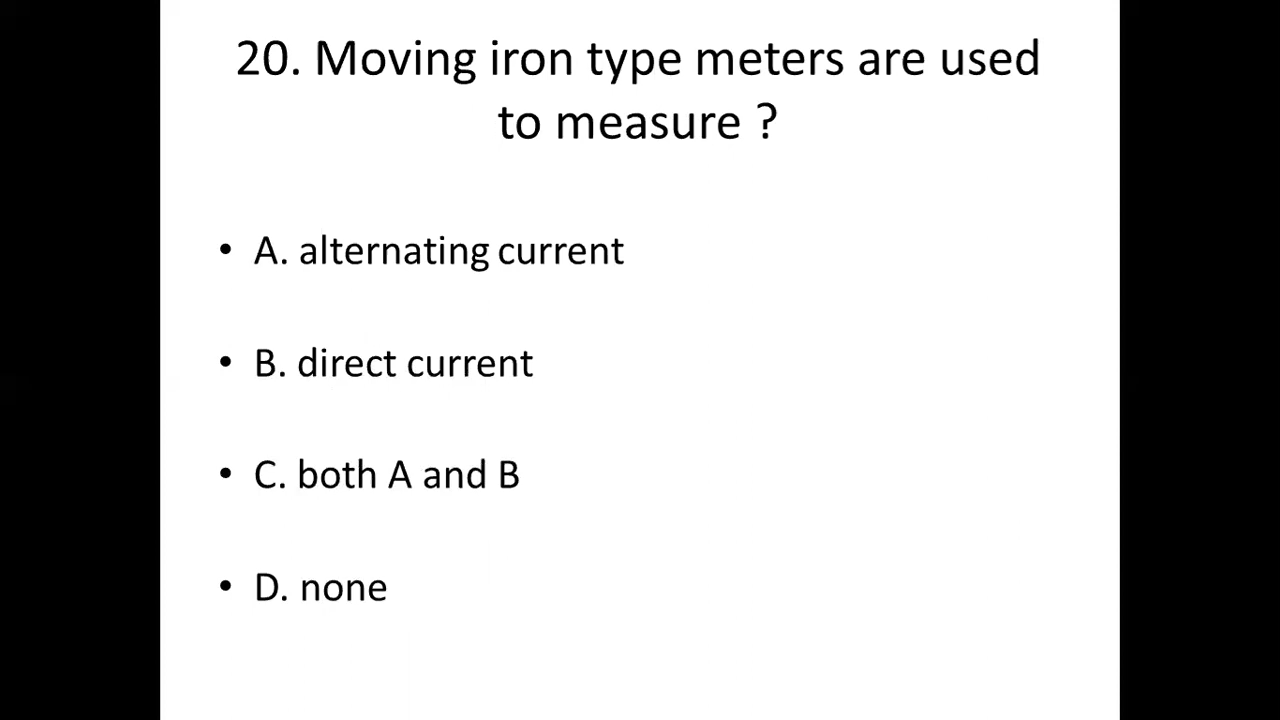 20. Moving iron type meters are used
to measure ?
• A. alternating current
• B. direct current
• C. both A and B
• D. none